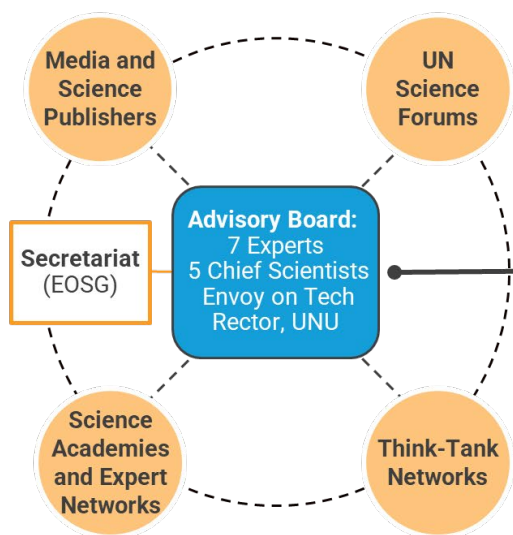 Media and
Science
Publishers
UN
Science
Forums
Advisory Board:
7 Experts
5 Chief Scientists
Envoy on Tech
Rector, UNU
Secretariat
(EOSG)
Science
Academies
and Expert
Networks
Think-Tank
Networks